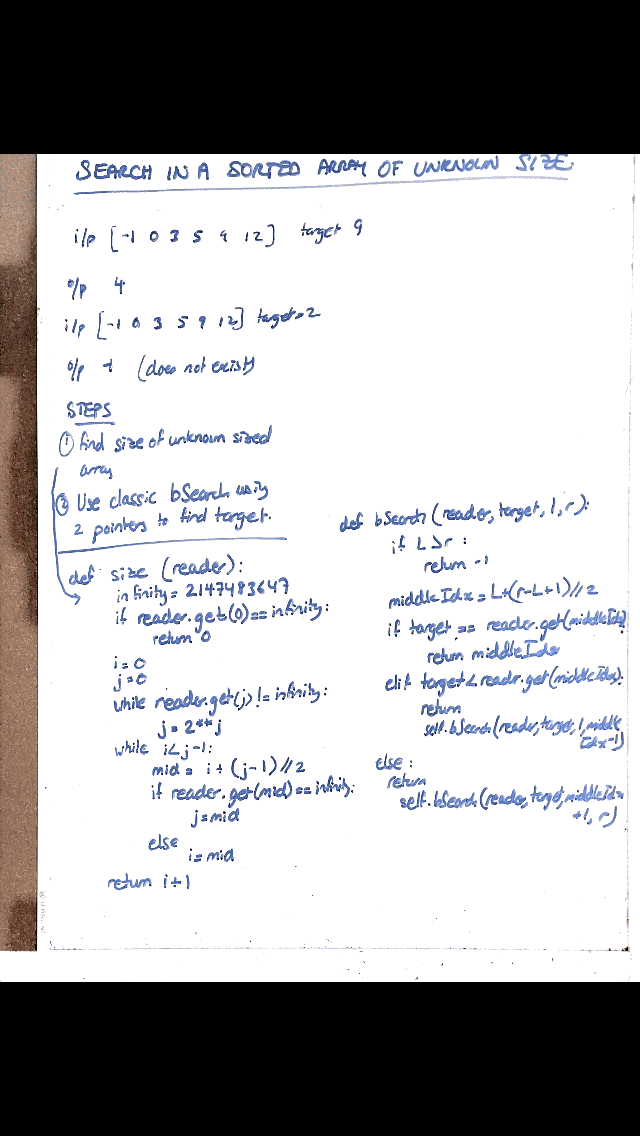 SEARCH IN A SORTED ARRAY OF UNKNOWN SIZE.
i/p [-1 0 3 5 9 12] target 9
o/p 4
i/p [-1 0 3 5 9 12] target=2
o/p -1 (does not exist)
STEPS
① find size of unknown sized
array
② Use classic bSearch using
2 pointers to find target.
def size (reader):
infinity = 2147483647
if reader.get(0)==infinity:
return 0
i=0
j=0
while reader.get(j) != infinity:
j=2**j
while i<j-1:
mid = i + (j-1)//2
if reader.get(mid)==infinity:
j=mid
else
i=mid
return i+1
def bSearch (reader, target, l, r):
if L>r :
return -1
middleIdx = L+(r-L+1)//2
if target == reader.get(middleIdx)
return middleIdx
elif target < readr.get(middleIdx):
return
self.bSearch(reader, target, l, middle
Idx-1)
else :
return
self.bSearch(reader, target, middleIdx
+1, r)